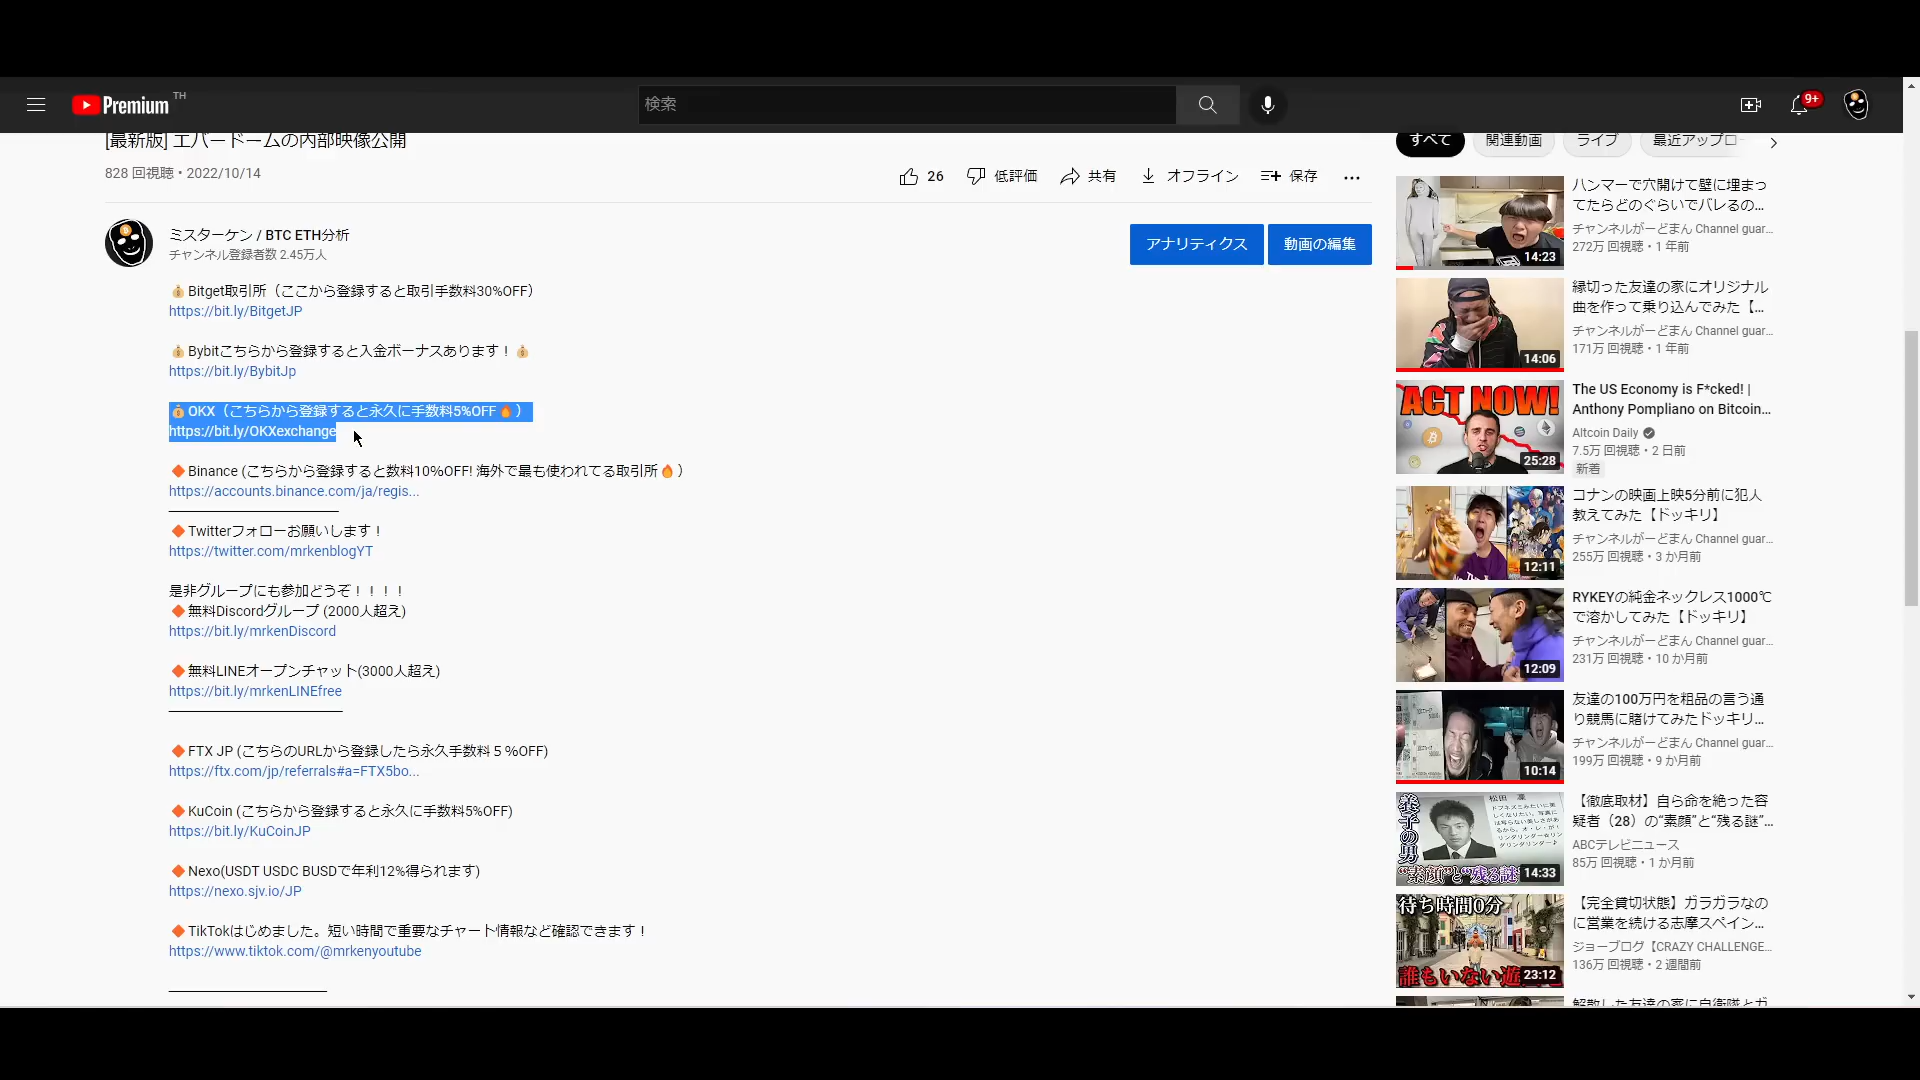 Premium TH
検索
9+
[最新版] エバードームの内部映像公開
828 回視聴・2022/10/14
26
低評価
共有
オフライン
保存
ミスターケン / BTC ETH分析
チャンネル登録者数 2.45万人
アナリティクス
動画の編集
💰Bitget取引所（ここから登録すると取引手数料30%OFF）
https://bit.ly/BitgetJP
💰Bybitこちらから登録すると入金ボーナスあります！💰
https://bit.ly/BybitJp
💰OKX（こちらから登録すると永久に手数料5%OFF🔥）
https://bit.ly/OKXexchange
🔶Binance (こちらから登録すると数料10%OFF! 海外で最も使われてる取引所🔥）
https://accounts.binance.com/ja/regis...
🔶Twitterフォローお願いします！
https://twitter.com/mrkenblogYT
是非グループにも参加どうぞ！！！！
🔶無料Discordグループ (2000人超え)
https://bit.ly/mrkenDiscord
🔶無料LINEオープンチャット(3000人超え)
https://bit.ly/mrkenLINEfree
🔶FTX JP (こちらのURLから登録したら永久手数料５%OFF)
https://ftx.com/jp/referrals#a=FTX5bo...
🔶KuCoin (こちらから登録すると永久に手数料5%OFF)
https://bit.ly/KuCoinJP
🔶Nexo(USDT USDC BUSDで年利12%得られます)
https://nexo.sjv.io/JP
🔶TikTokはじめました。短い時間で重要なチャート情報など確認できます！
https://www.tiktok.com/@mrkenyoutube
すべて
関連動画
ライブ
最近アップロー
14:23
ハンマーで穴開けて壁に埋まっ
てたらどのぐらいでバレるの...
チャンネルがーどまん Channel guar...
272万 回視聴・1 年前
14:06
縁切った友達の家にオリジナル
曲を作って乗り込んでみた【...
チャンネルがーどまん Channel guar...
171万 回視聴・1 年前
ACT NOW!
25:28
The US Economy is F*cked! |
Anthony Pompliano on Bitcoin...
Altcoin Daily
7.5万 回視聴・2 日前
新着
12:11
コナンの映画上映5分前に犯人
教えてみた【ドッキリ】
チャンネルがーどまん Channel guar...
255万 回視聴・3 か月前
12:09
RYKEYの純金ネックレス1000℃
で溶かしてみた【ドッキリ】
チャンネルがーどまん Channel guar...
231万 回視聴・10 か月前
10:14
友達の100万円を粗品の言う通
り競馬に賭けてみたドッキリ...
チャンネルがーどまん Channel guar...
199万 回視聴・9 か月前
14:33
【徹底取材】自ら命を絶った容
疑者（28）の“素顔”と“残る謎”...
ABCテレビニュース
85万 回視聴・1 か月前
待ち時間0分
誰もいない遊
23:12
【完全貸切状態】ガラガラなの
に営業を続ける志摩スペイン...
ジョーブログ【CRAZY CHALLENGE...
136万 回視聴・2 週間前